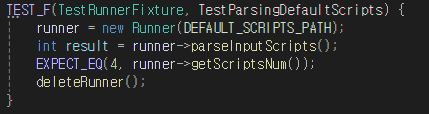 TEST_F(TestRunnerFixture, TestParsingDefaultScripts) {
    runner = new Runner(DEFAULT_SCRIPTS_PATH);
    int result = runner->parseInputScripts();
    EXPECT_EQ(4, runner->getScriptsNum());
    deleteRunner();
}